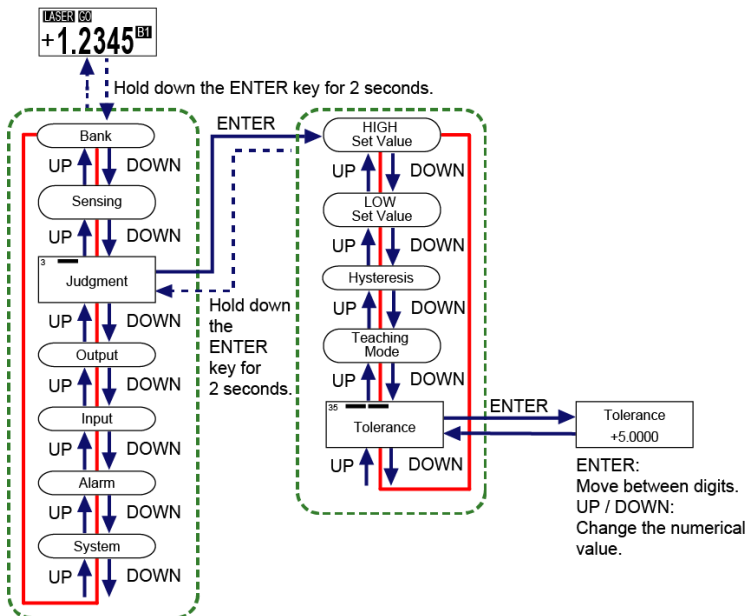 LASER GO
+1.2345 B1
Hold down the ENTER key for 2 seconds.
Bank
UP DOWN
Sensing
UP DOWN
3
Judgment
UP DOWN
Output
UP DOWN
Input
UP DOWN
Alarm
UP DOWN
System
UP DOWN
ENTER
Hold down
the
ENTER
key for
2 seconds.
HIGH
Set Value
UP DOWN
LOW
Set Value
UP DOWN
Hysteresis
UP DOWN
Teaching
Mode
UP DOWN
35
Tolerance
UP DOWN
ENTER
Tolerance
+5.0000
ENTER:
Move between digits.
UP / DOWN:
Change the numerical
value.